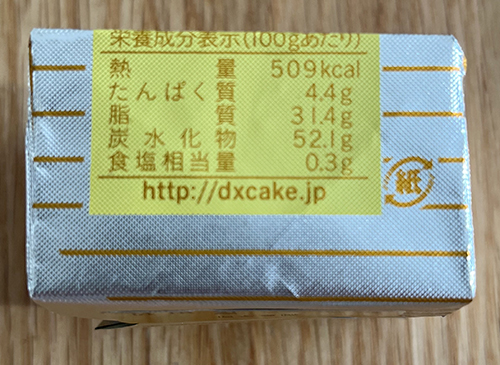 栄養成分表示(100gあたり)
熱量 509kcal
たんぱく質 4.4g
脂質 31.4g
炭水化物 52.1g
食塩相当量 0.3g
http://dxcake.jp
紙